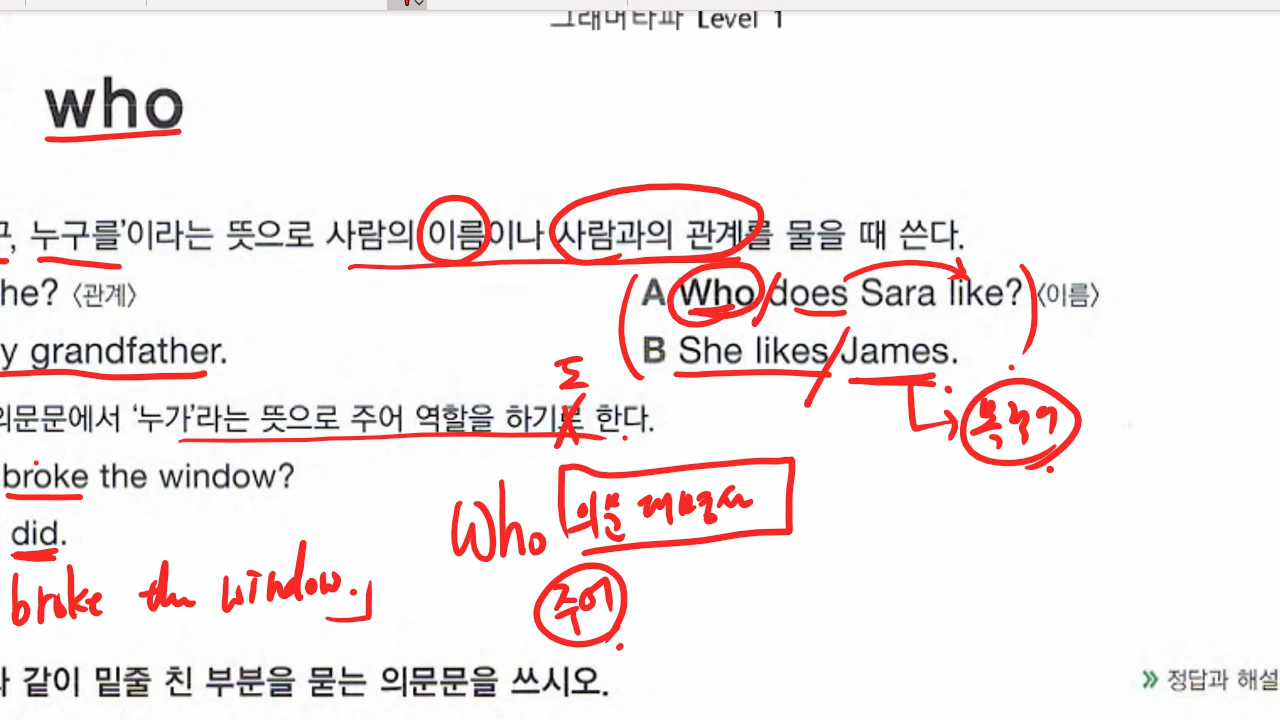 그래머타파 Level 1
who
, 누구를’이라는 뜻으로 사람의 이름이나 사람과의 관계를 물을 때 쓴다.
he? 〈관계〉
A Who does Sara like? 〈이름〉
y grandfather.
B She likes James.
도
목적어
의문문에서 ‘누가’라는 뜻으로 주어 역할을 하기로 한다.
broke the window?
Who 의문 대명사
did.
broke the window.
주어
같이 밑줄 친 부분을 묻는 의문문을 쓰시오.
» 정답과 해설